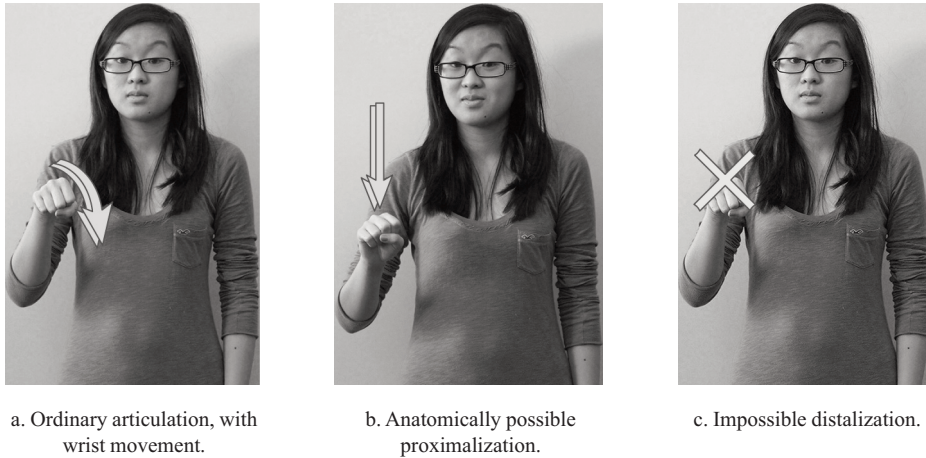 a. Ordinary articulation, with
wrist movement.
b. Anatomically possible
proximalization.
c. Impossible distalization.